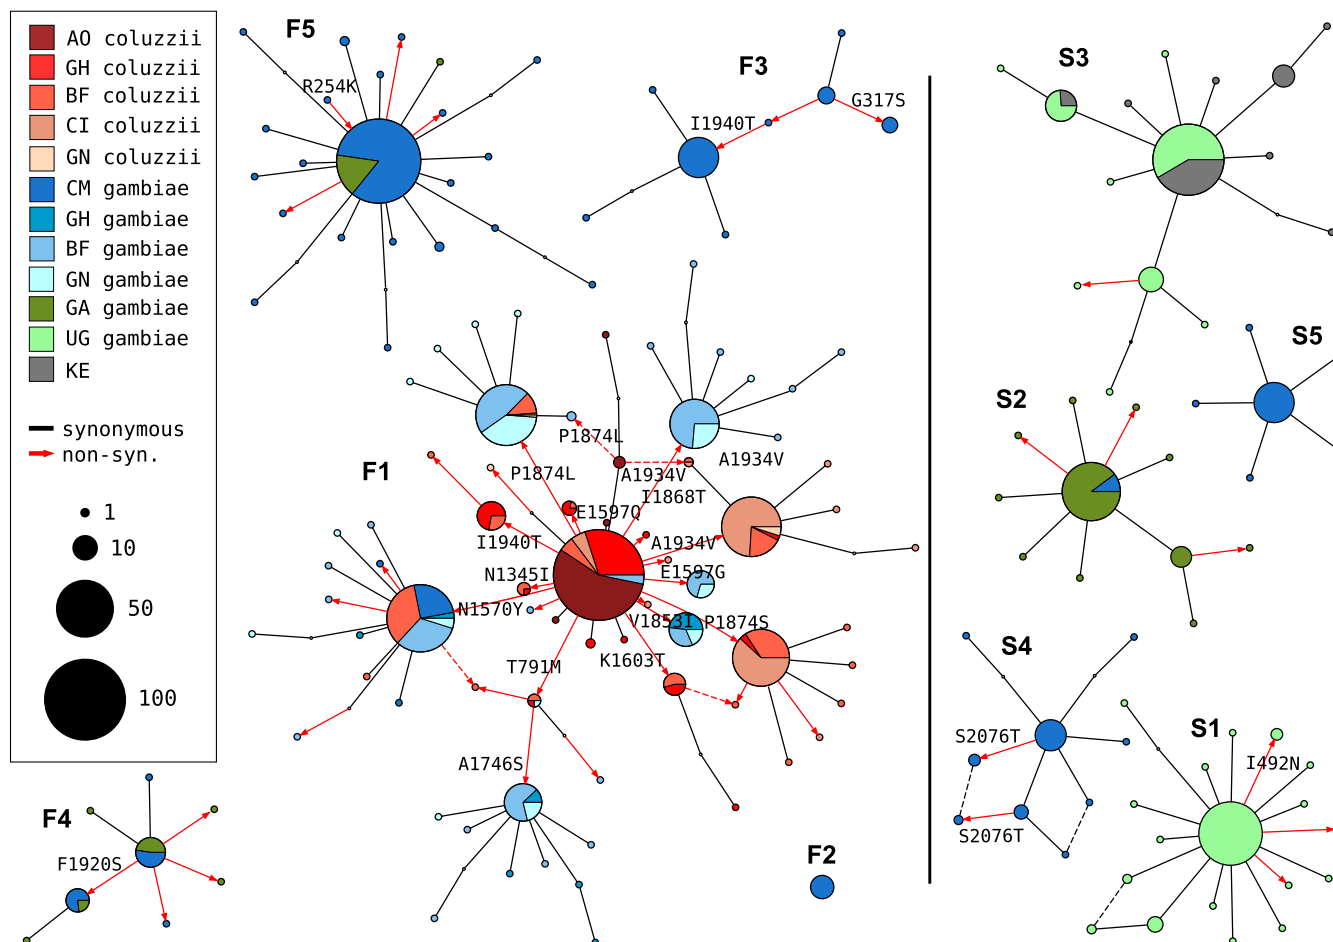 AO coluzzii
GH coluzzii
BF coluzzii
CI coluzzii
GN coluzzii
CM gambiae
GH gambiae
BF gambiae
GN gambiae
GA gambiae
UG gambiae
KE
synonymous
non-syn.
1
10
50
100
F5
R254K
F3
G317S
I1940T
S3
S5
S2
F1
P1874L
P1874L
A1934V
A1934V
I1868T
E1597Q
I1940T
A1934V
N1345I
E1597G
N1570Y
V1853I
P1874S
K1603T
T791M
A1746S
S4
S2076T
S2076T
S1
I492N
F4
F1920S
F2